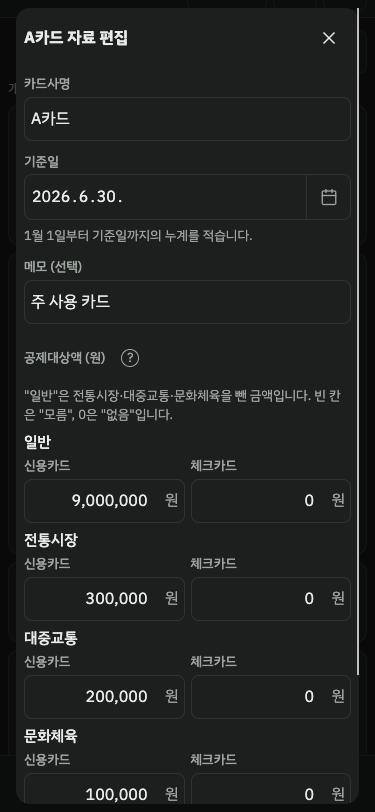 A카드 자료 편집
카드사명
A카드
기준일
2026.6.30.
1월 1일부터 기준일까지의 누계를 적습니다.
메모 (선택)
주 사용 카드
공제대상액 (원) ?
"일반"은 전통시장·대중교통·문화체육을 뺀 금액입니다. 빈 칸
은 "모름", 0은 "없음"입니다.
일반
신용카드 체크카드
9,000,000 원 0 원
전통시장
신용카드 체크카드
300,000 원 0 원
대중교통
신용카드 체크카드
200,000 원 0 원
문화체육
신용카드 체크카드
100,000 원 0 원